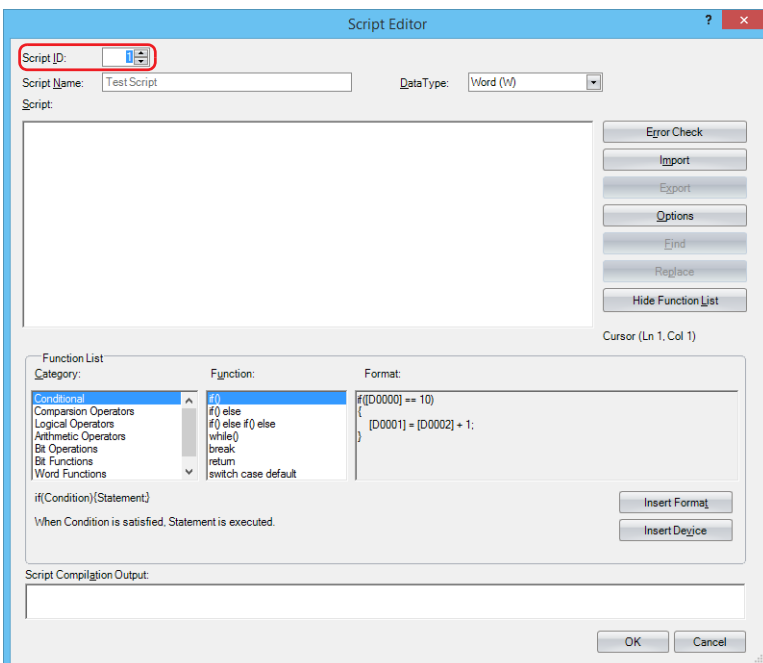 Script Editor
?
Script ID:
1
Script Name:
Test Script
DataType:
Word (W)
Script:
Error Check
Import
Export
Options
Find
Replace
Hide Function List
Cursor (Ln 1, Col 1)
Function List
Category:
Function:
Format:
Conditional
Comparsion Operators
Logical Operators
Arithmetic Operators
Bit Operations
Bit Functions
Word Functions
if()
if() else
if() else if() else
while()
break
return
switch case default
if([D0000] == 10)
{
[D0001] = [D0002] + 1;
}
if(Condition){Statement;}
When Condition is satisfied, Statement is executed.
Insert Format
Insert Device
Script Compilation Output:
OK
Cancel